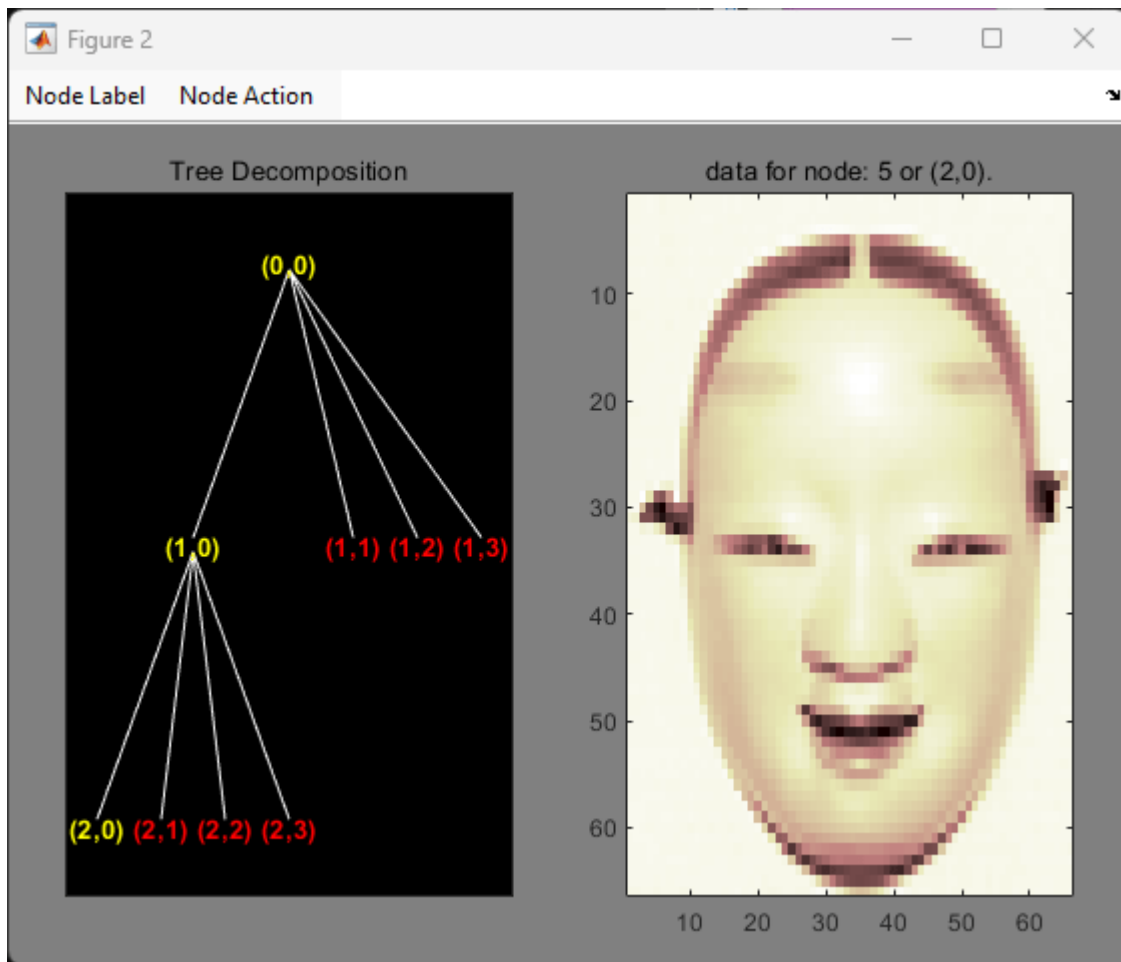 Figure 2
Node Label Node Action
Tree Decomposition
(0,0)
(1,0) (1,1) (1,2) (1,3)
(2,0) (2,1) (2,2) (2,3)
data for node: 5 or (2,0).
10
20
30
40
50
60
10 20 30 40 50 60